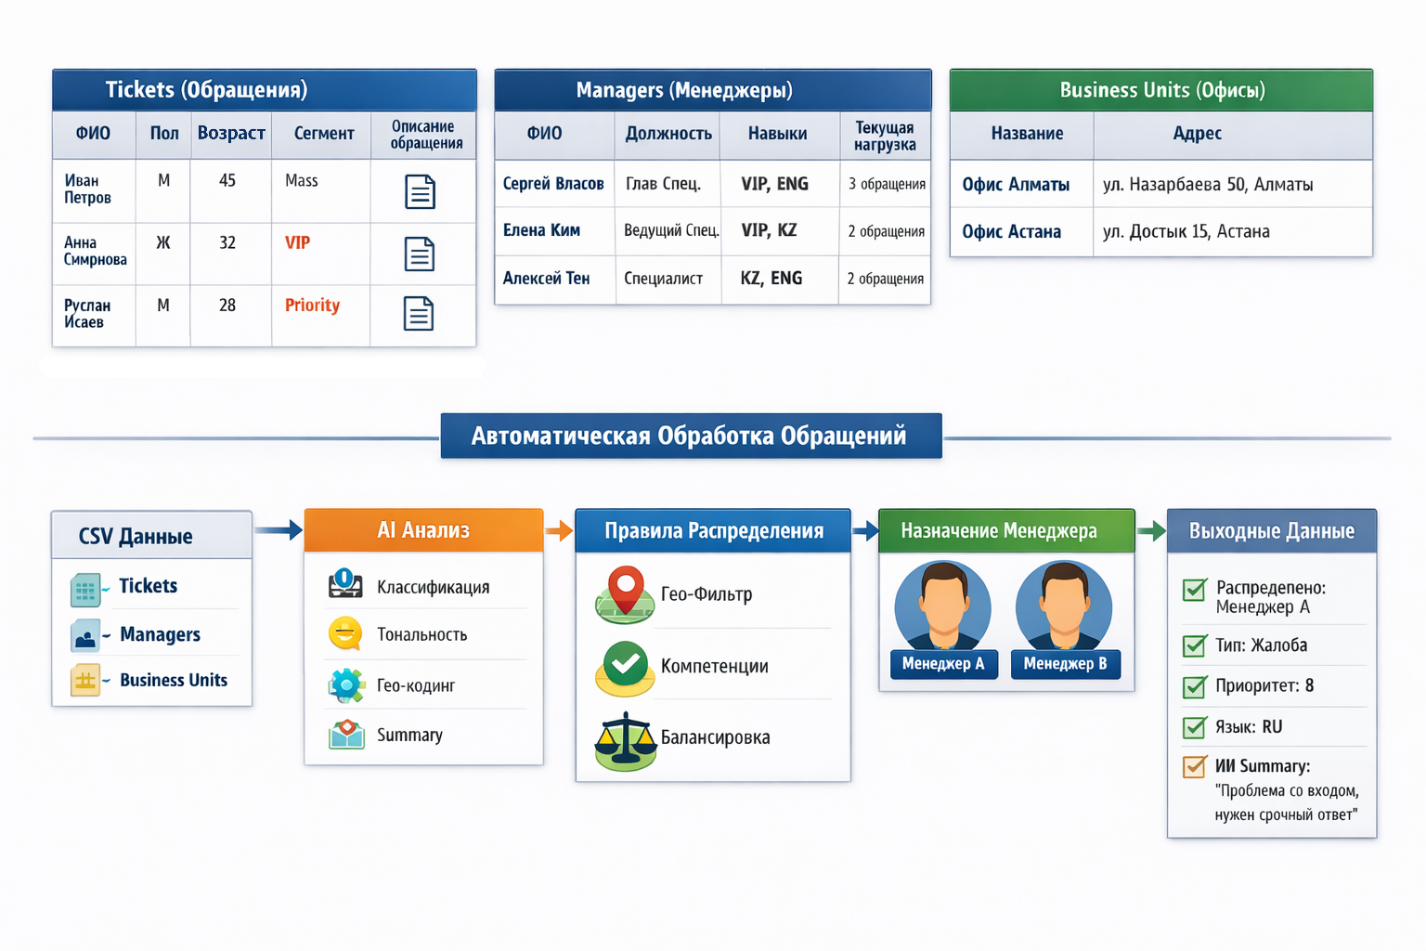 Tickets (Обращения)
ФИО Пол Возраст Сегмент Описание обращения
Иван Петров М 45 Mass
Анна Симрнова Ж 32 VIP
Руслан Исаев М 28 Priority
Managers (Менеджеры)
ФИО Должность Навыки Текущая нагрузка
Сергей Власов Глав Спец. VIP, ENG 3 обращения
Елена Ким Ведущий Спец. VIP, KZ 2 обращения
Алексей Тен Специалист KZ, ENG 2 обращения
Business Units (Офисы)
Название Адрес
Офис Алматы ул. Назарбаева 50, Алматы
Офис Астана ул. Достык 15, Астана
Автоматическая Обработка Обращений
CSV Данные
Tickets
Managers
Business Units
AI Анализ
Классификация
Тональность
Гео-кодинг
Summary
Правила Распределения
Гео-Фильтр
Компетенции
Балансировка
Назначение Менеджера
Менеджер А
Менеджер В
Выходные Данные
Распредепено:
Менеджер А
Тип: Жалоба
Приоритет: 8
Язык: RU
ИИ Summary:
"Проблема со входом,
нужен срочный ответ"